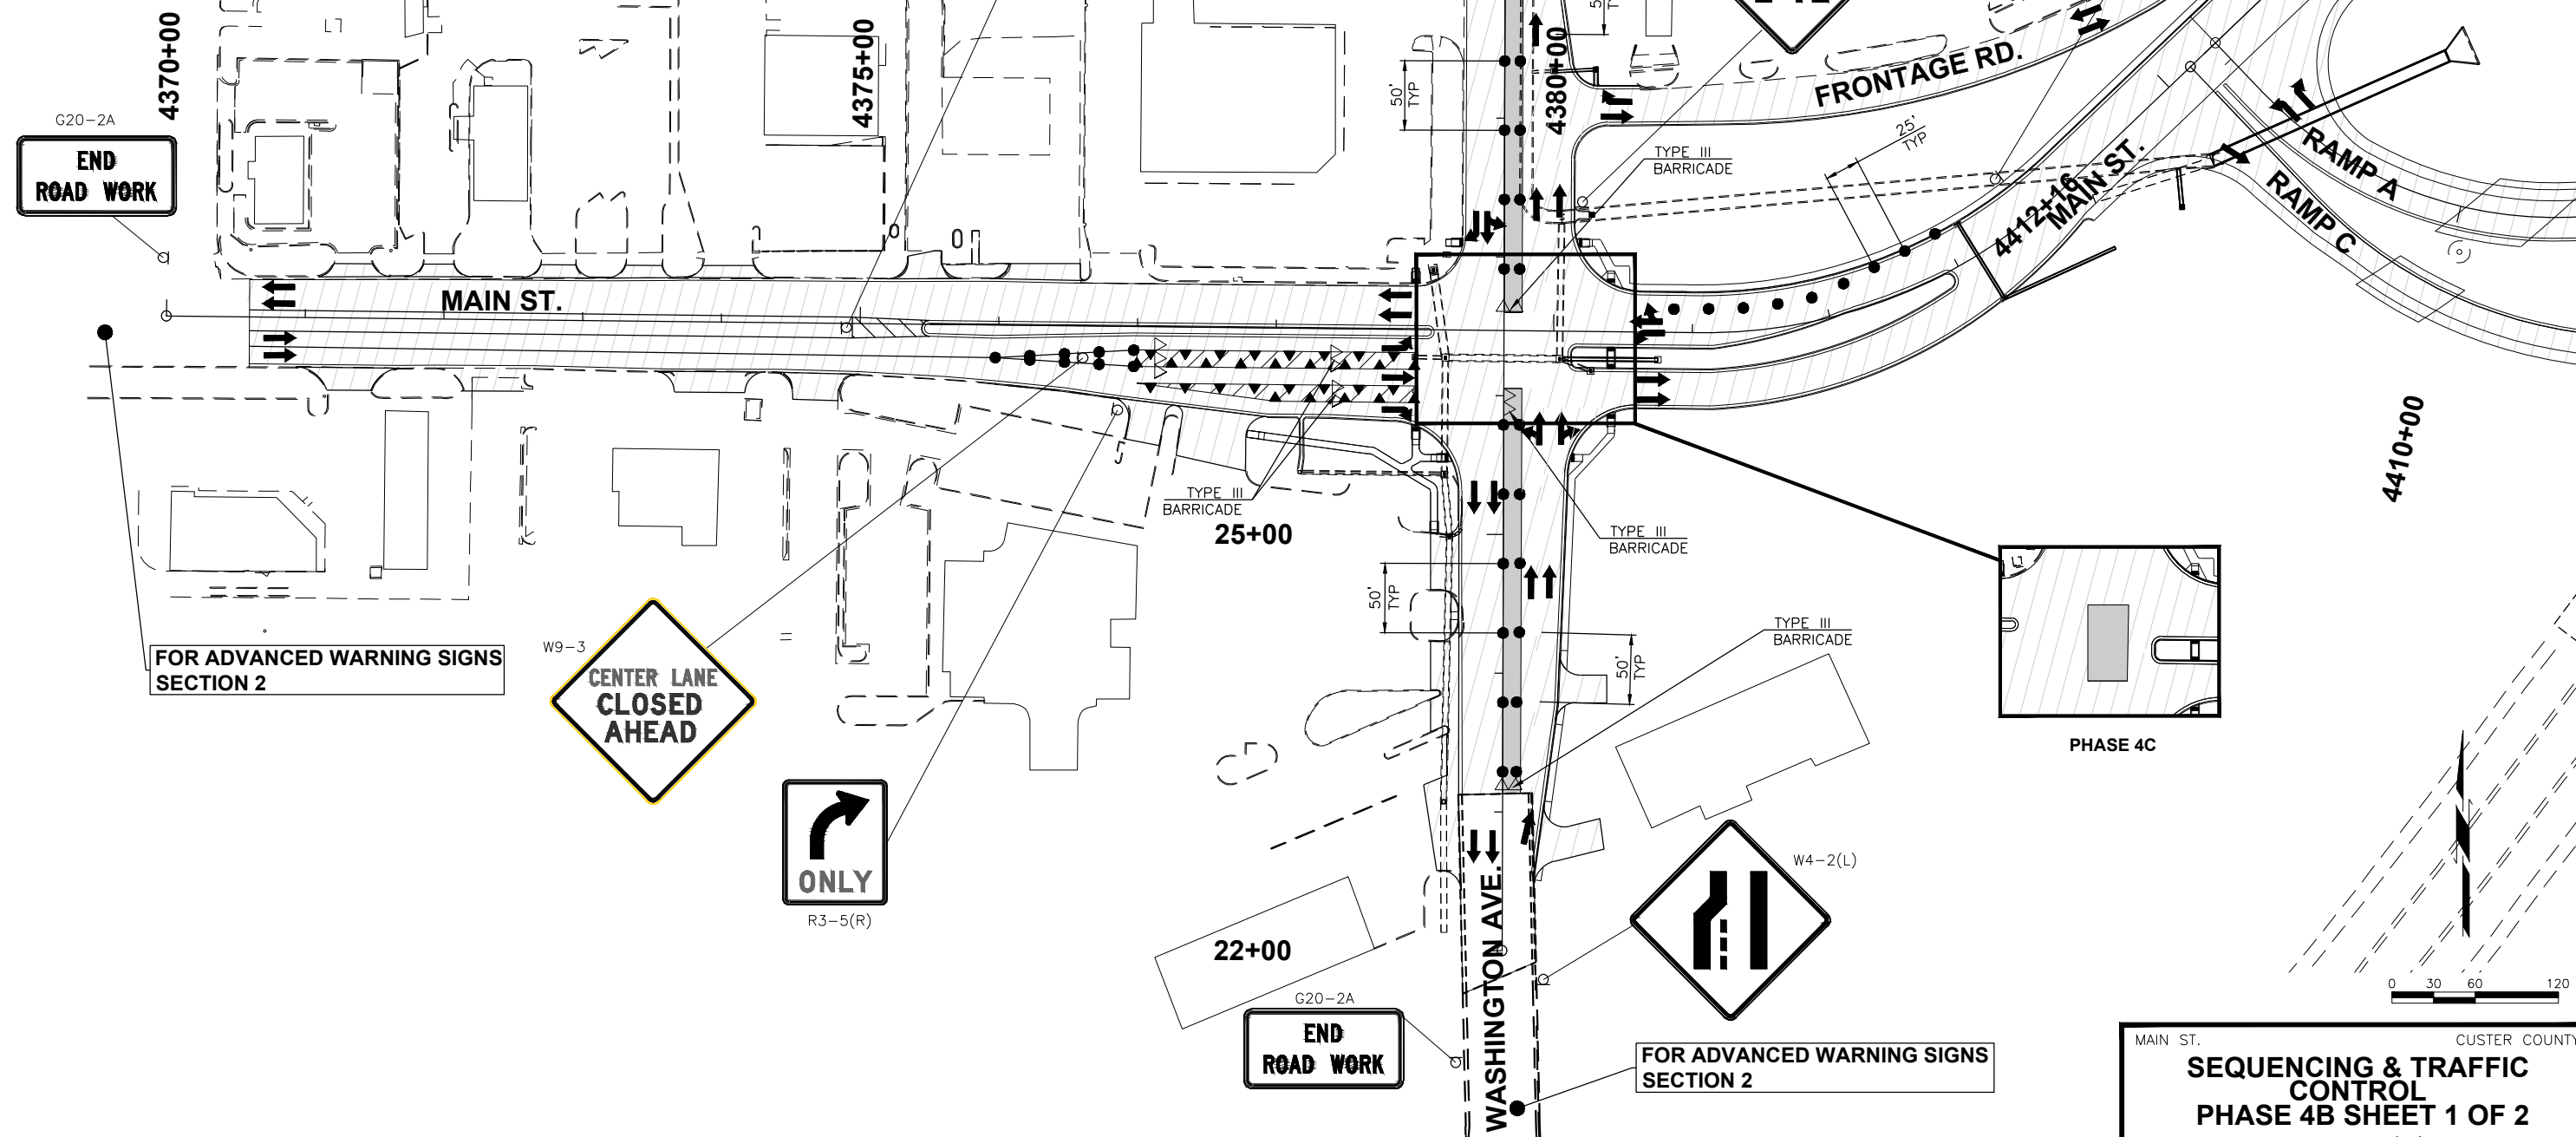 4370+00
4375+00
4380+00
50'
TYP
FRONTAGE RD.
25'
TYP
TYPE III
BARRICADE
MAIN ST.
4412+16
RAMP A
RAMP C
G20-2A
END
ROAD WORK
MAIN ST.
4410+00
TYPE III
BARRICADE
25+00
TYPE III
BARRICADE
50'
TYP
50'
TYP
TYPE III
BARRICADE
FOR ADVANCED WARNING SIGNS
SECTION 2
W9-3
CENTER LANE
CLOSED
AHEAD
PHASE 4C
ONLY
R3-5(R)
W4-2(L)
22+00
WASHINGTON AVE.
G20-2A
END
ROAD WORK
FOR ADVANCED WARNING SIGNS
SECTION 2
0 30 60 120
MAIN ST. CUSTER COUNTY
SEQUENCING & TRAFFIC
CONTROL
PHASE 4B SHEET 1 OF 2